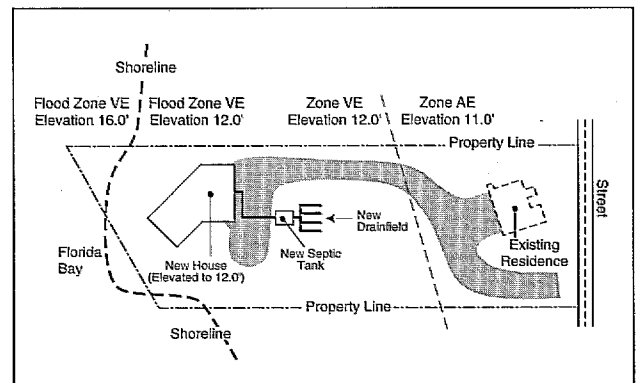 Shoreline
Flood Zone VE
Elevation 16.0'
Flood Zone VE
Elevation 12.0'
Zone VE
Elevation 12.0'
Zone AE
Elevation 11.0'
Property Line
Street
New
Drainfield
New Septic
Tank
Existing
Residence
Florida
Bay
New House
(Elevated to 12.0')
Property Line
Shoreline